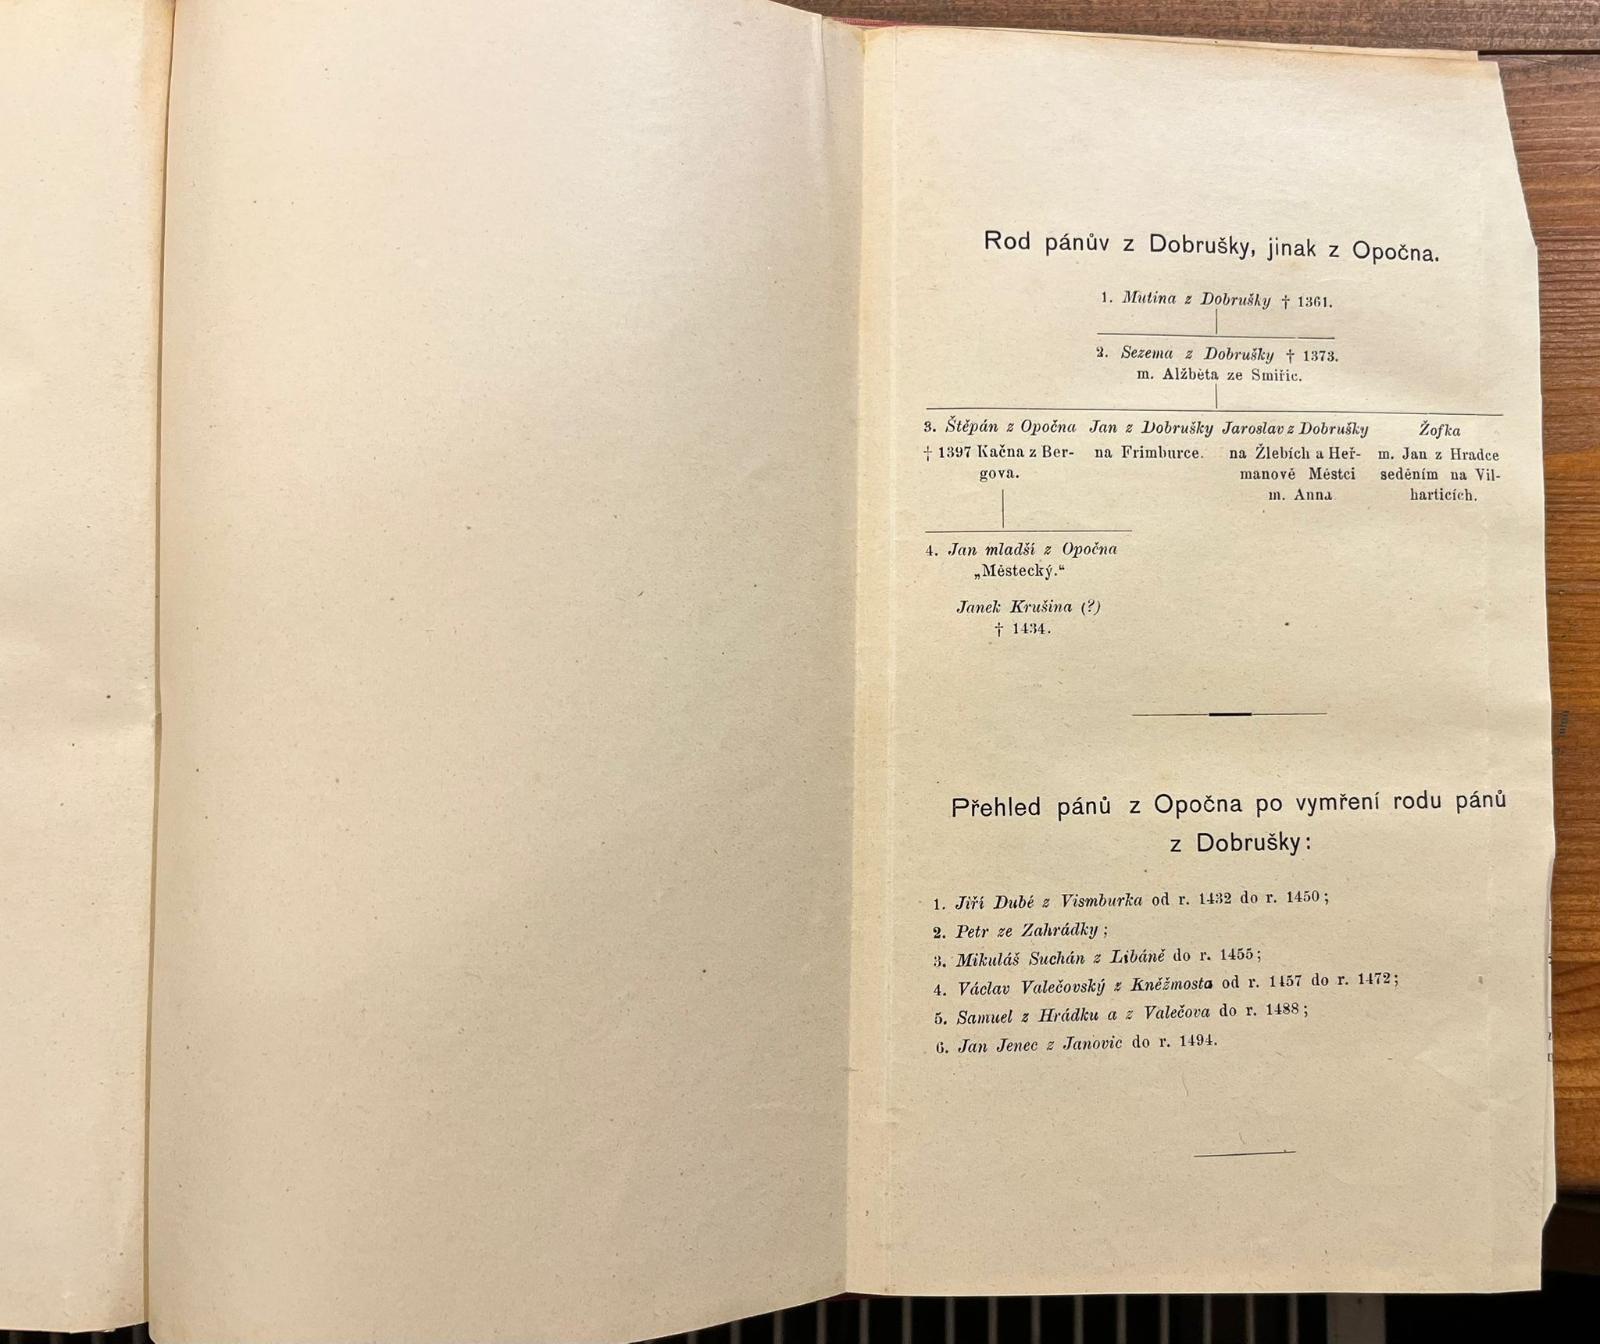 Rod pánův z Dobrušky, jinak z Opočna.
1. Mutina z Dobrušky † 1361.
2. Sezema z Dobrušky † 1373.
m. Alžběta ze Smiřic.
3. Štěpán z Opočna Jan z Dobrušky Jaroslav z Dobrušky Žofka
† 1397 Kačna z Ber- na Frimburce. na Žlebích a Heř- m. Jan z Hradce
gova. manově Městci seděním na Vil-
m. Anna harticích.
4. Jan mladší z Opočna
„Městecký.“
Janek Krušina (?)
† 1434.
Přehled pánů z Opočna po vymření rodu pánů
z Dobrušky:
1. Jiří Dubé z Vismburka od r. 1432 do r. 1450;
2. Petr ze Zahrádky;
3. Mikuláš Suchán z Libáně do r. 1455;
4. Václav Valečovský z Kněžmosta od r. 1457 do r. 1472;
5. Samuel z Hrádku a z Valečova do r. 1488;
6. Jan Jenec z Janovic do r. 1494.